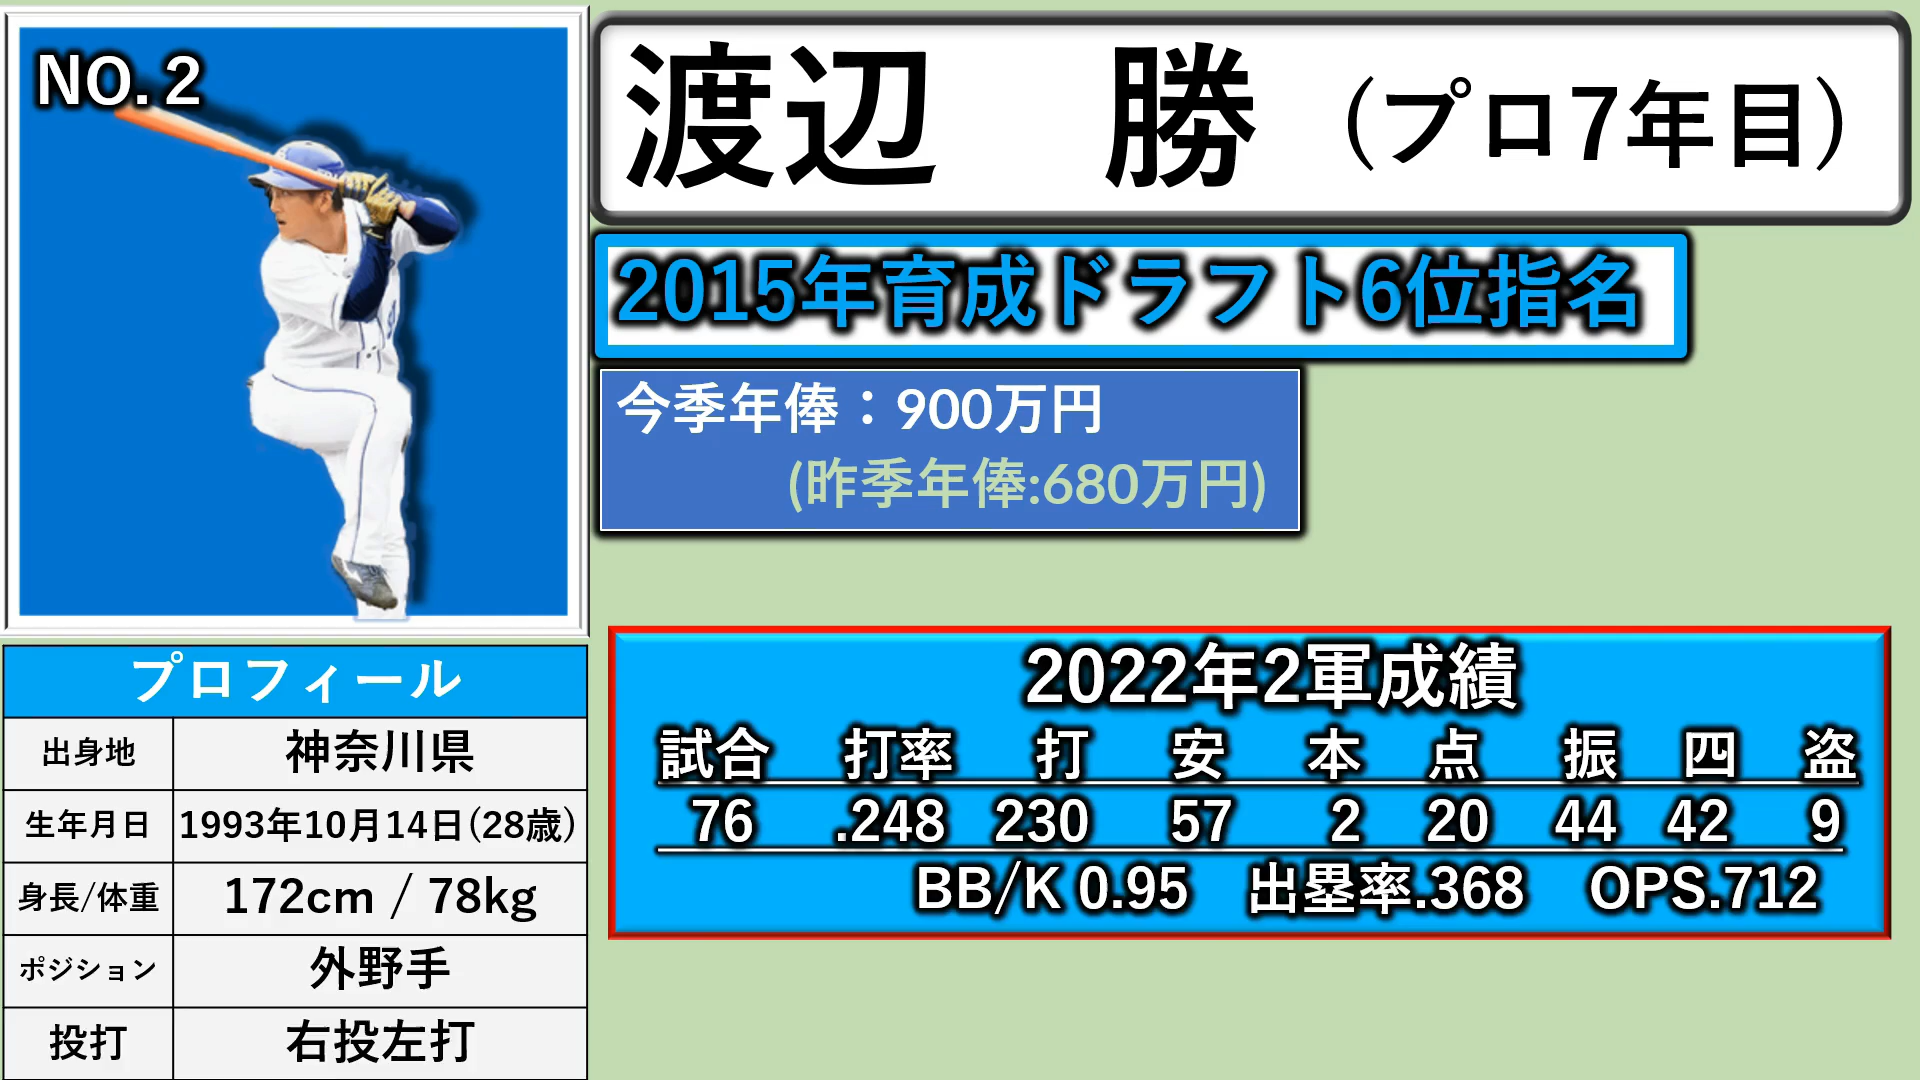 NO.2
渡辺　勝（プロ7年目）
2015年育成ドラフト6位指名
今季年俸：900万円
(昨季年俸:680万円)
プロフィール
出身地 神奈川県
生年月日 1993年10月14日(28歳)
身長/体重 172cm / 78kg
ポジション 外野手
投打 右投左打
2022年2軍成績
試合 打率 打 安 本 点 振 四 盗
76 .248 230 57 2 20 44 42 9
BB/K 0.95 出塁率.368 OPS.712